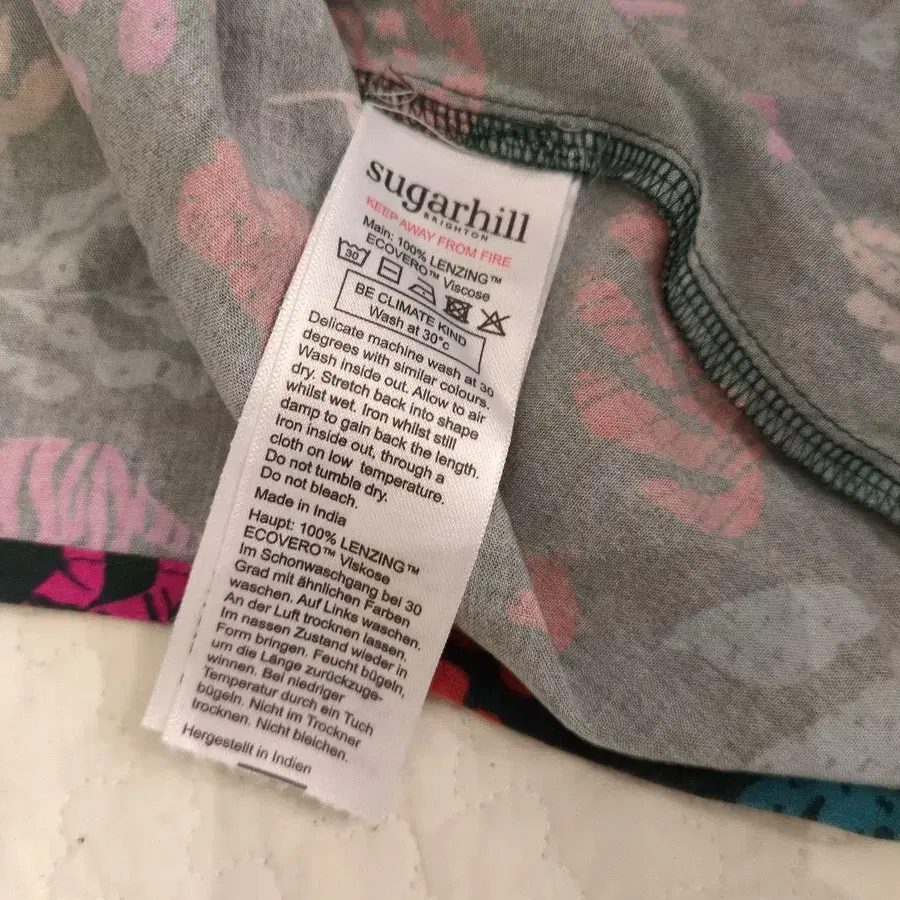 sugarhill
BRIGHTON
KEEP AWAY FROM FIRE
Main: 100% LENZING™
ECOVERO™ Viscose
30
BE CLIMATE KIND
Wash at 30°c
Delicate machine wash at 30
degrees with similar colours.
Wash inside out. Allow to air
dry. Stretch back into shape
whilst wet. Iron whilst still
damp to gain back the length.
Iron inside out, through a
cloth on low temperature.
Do not tumble dry.
Do not bleach.
Made in India
Haupt: 100% LENZING™
ECOVERO™ Viskose
Im Schonwaschgang bei 30
Grad mit ähnlichen Farben
waschen. Auf Links waschen.
An der Luft trocknen lassen.
Im nassen Zustand wieder in
Form bringen. Feucht bügeln,
um die Länge zurückzuge-
winnen. Bei niedriger
Temperatur durch ein Tuch
bügeln. Nicht im Trockner
trocknen. Nicht bleichen.
Hergestellt in Indien